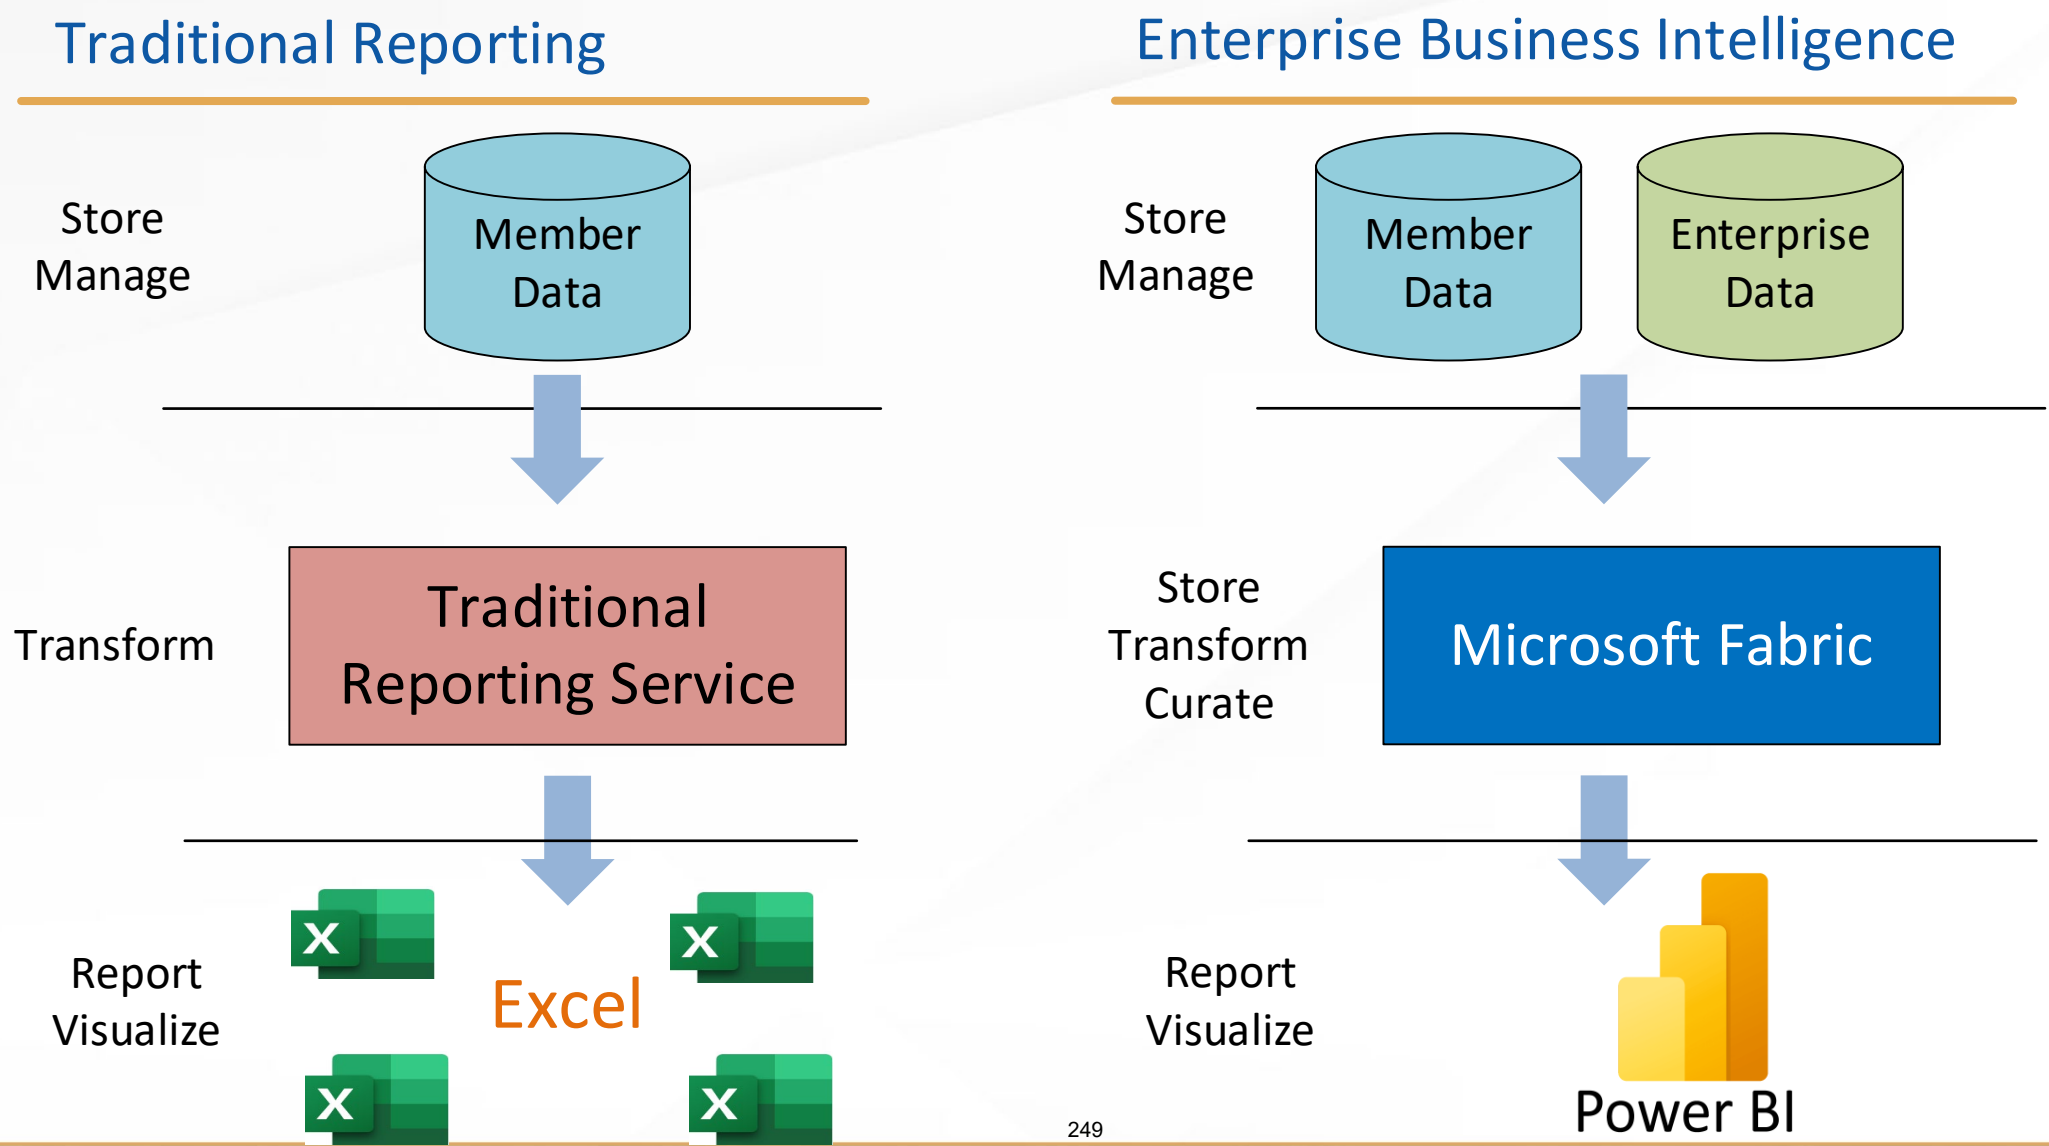 Traditional Reporting
Store
Manage
Member
Data
Transform
Traditional
Reporting Service
Report
Visualize
X
X
Excel
X
X
Enterprise Business Intelligence
Store
Manage
Member
Data
Enterprise
Data
Store
Transform
Curate
Microsoft Fabric
Report
Visualize
Power BI
249